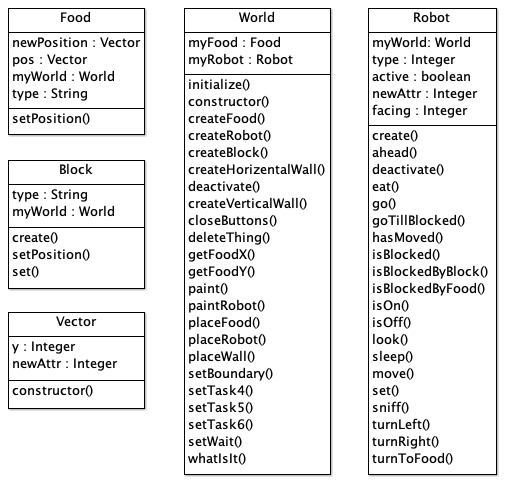 Food
newPosition : Vector
pos : Vector
myWorld : World
type : String
setPosition()
Block
type : String
myWorld : World
create()
setPosition()
set()
Vector
y : Integer
newAttr : Integer
constructor()
World
myFood : Food
myRobot : Robot
initialize()
constructor()
createFood()
createRobot()
createBlock()
createHorizentalWall()
deactivate()
createVerticalWall()
closeButtons()
deleteThing()
getFoodX()
getFoodY()
paint()
paintRobot()
placeFood()
placeRobot()
placeWall()
setBoundary()
setTask4()
setTask5()
setTask6()
setWait()
whatIsIt()
Robot
myWorld: World
type : Integer
active : boolean
newAttr : Integer
facing : Integer
create()
ahead()
deactivate()
eat()
go()
goTillBlocked()
hasMoved()
isBlocked()
isBlockedByBlock()
isBlockedByFood()
isOn()
isOff()
look()
sleep()
move()
set()
sniff()
turnLeft()
turnRight()
turnToFood()